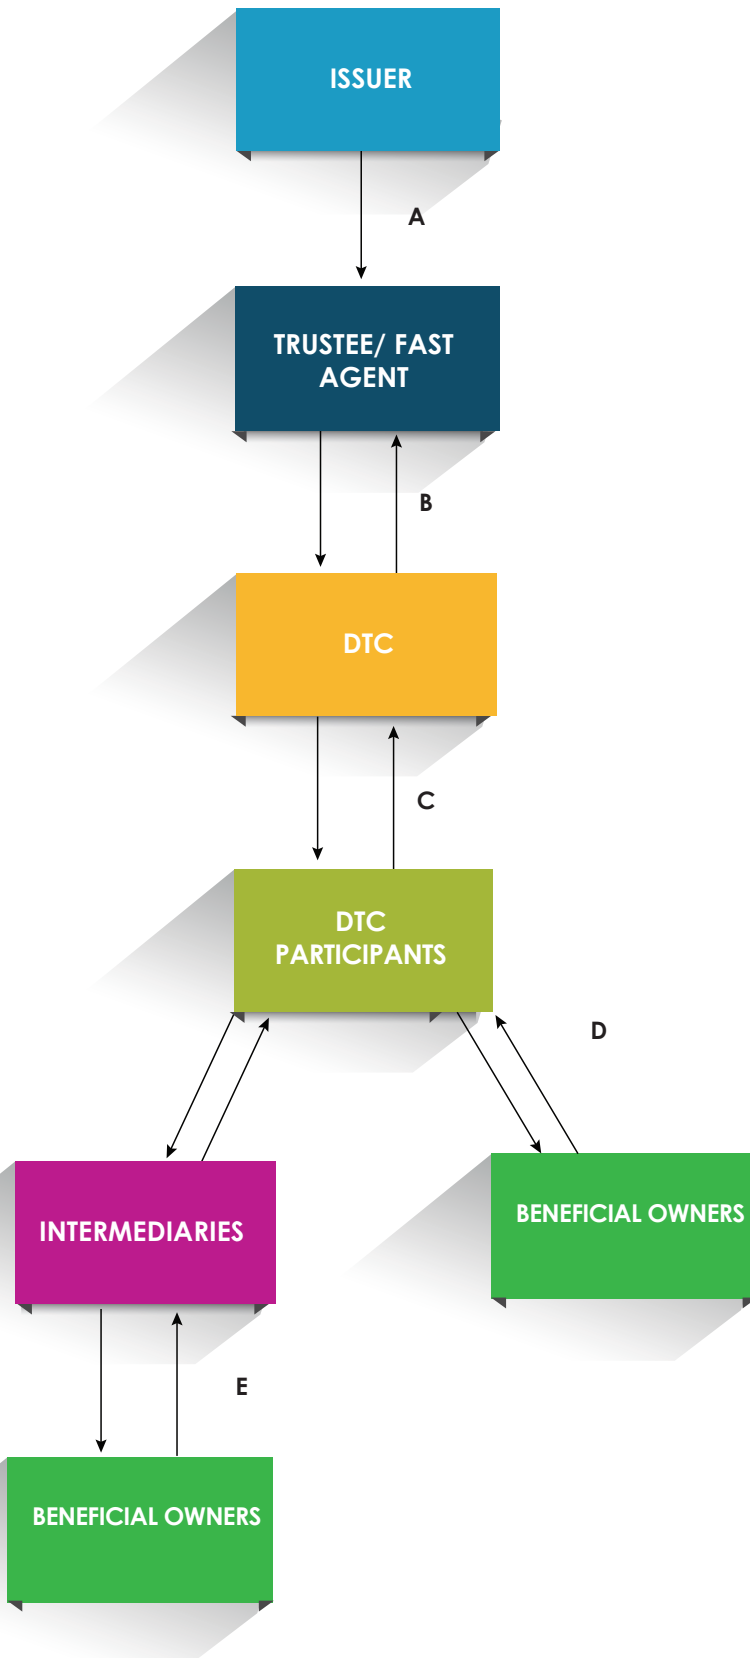 ISSUER
A
TRUSTEE/ FAST
AGENT
B
DTC
C
DTC
PARTICIPANTS
D
INTERMEDIARIES
BENEFICIAL OWNERS
E
BENEFICIAL OWNERS